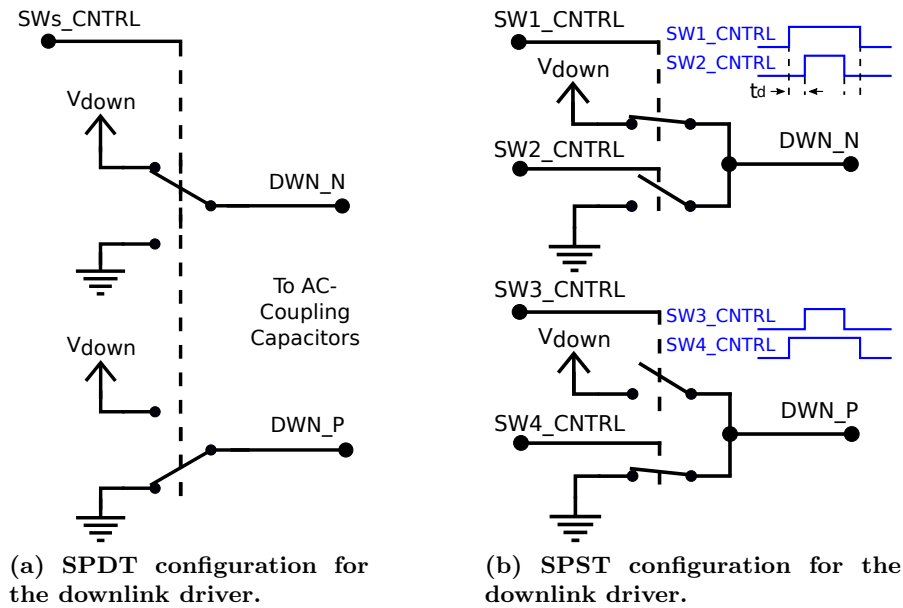 SWs_CNTRL
Vdown
DWN_N
To AC-
Coupling
Capacitors
Vdown
DWN_P
(a) SPDT configuration for
the downlink driver.
SW1_CNTRL
SW1_CNTRL
SW2_CNTRL
td
Vdown
DWN_N
SW2_CNTRL
SW3_CNTRL
SW3_CNTRL
SW4_CNTRL
Vdown
DWN_P
SW4_CNTRL
(b) SPST configuration for the
downlink driver.